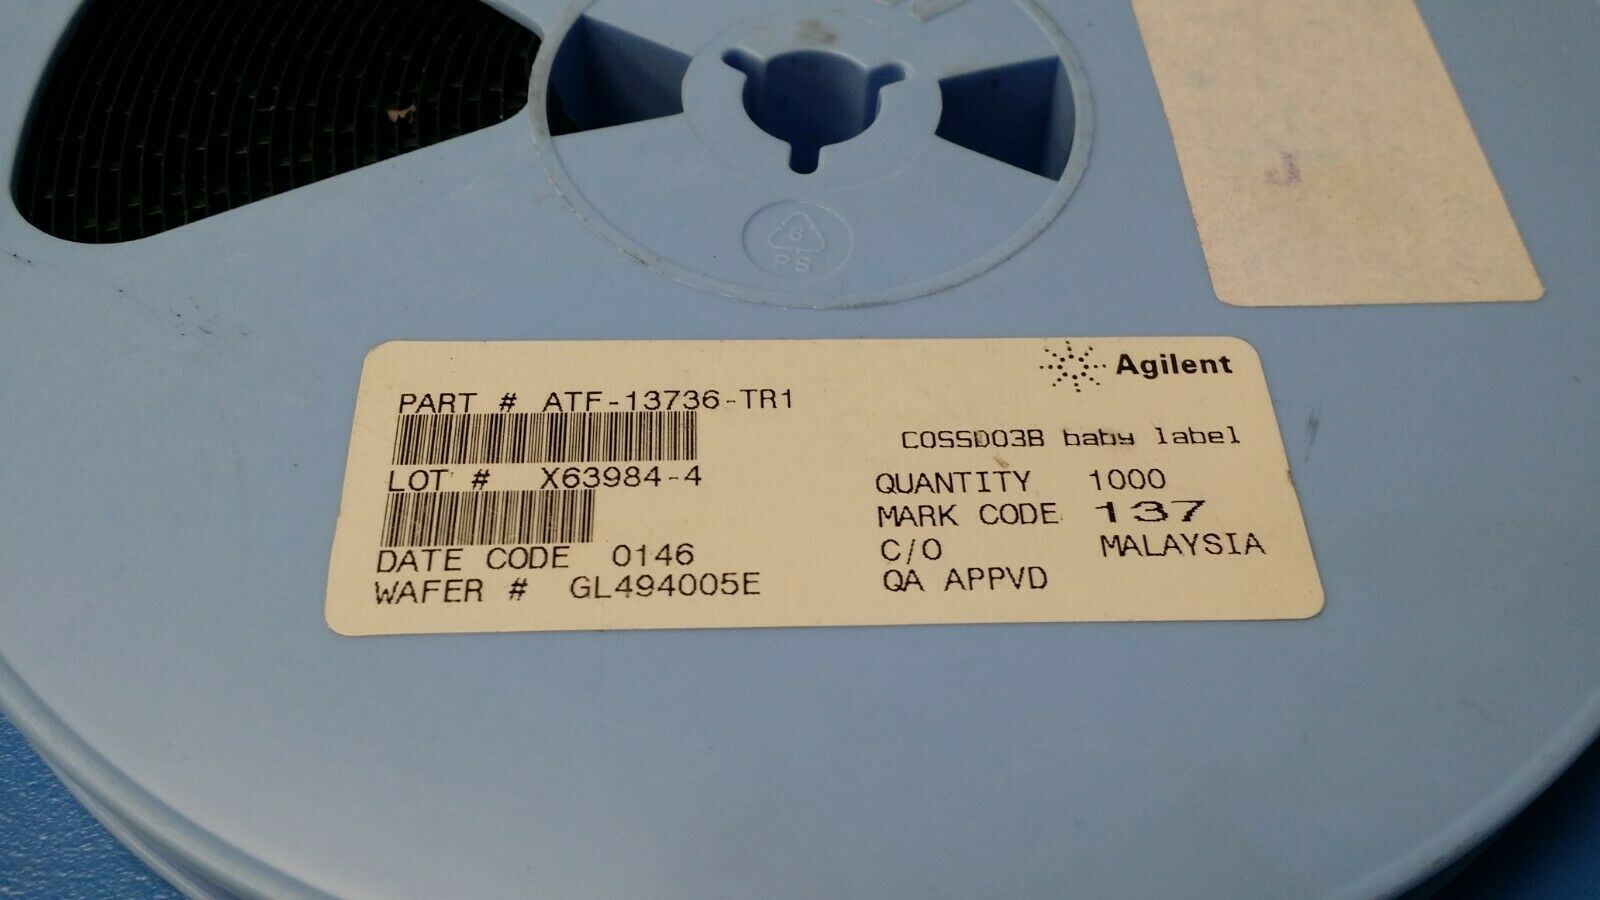 6
PS
Agilent
PART # ATF-13736-TR1
COSSD03B baby label
LOT # X63984-4
QUANTITY 1000
MARK CODE 137
DATE CODE 0146
C/O MALAYSIA
WAFER # GL494005E
QA APPVD